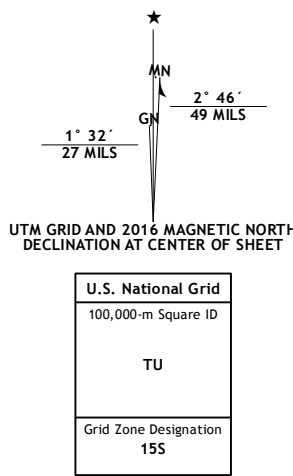 ★
MN
2° 46´
GN
49 MILS
1° 32´
27 MILS
UTM GRID AND 2016 MAGNETIC NORTH
DECLINATION AT CENTER OF SHEET
U.S. National Grid
100,000-m Square ID
TU
Grid Zone Designation
15S